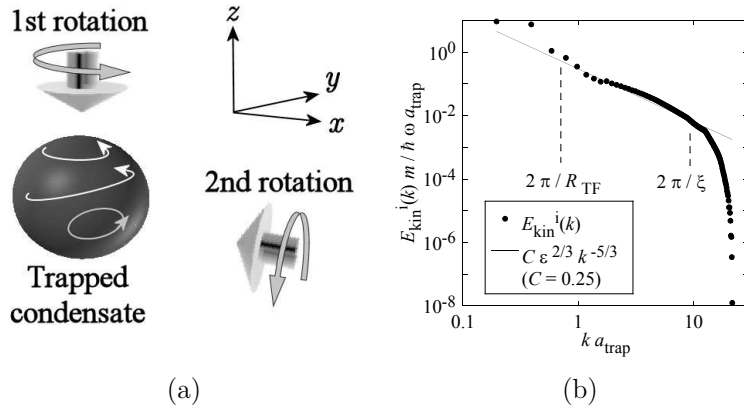 1st rotation
z
y
x
2nd rotation
Trapped
condensate
(a)
E_kin^i(k) m / ħ ω a_trap
10^0
10^-2
10^-4
10^-6
10^-8
2 π / R_TF
2 π / ξ
E_kin^i(k)
C ε^2/3 k^-5/3
(C = 0.25)
0.1
1
10
k a_trap
(b)